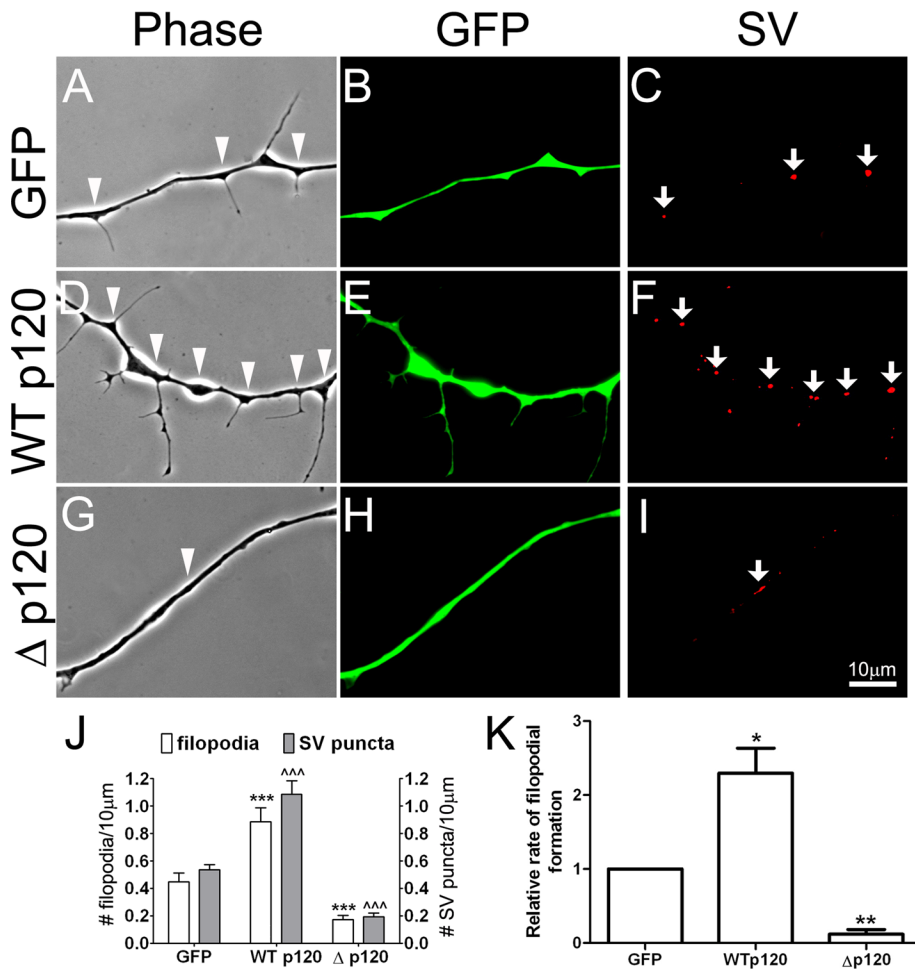 Phase GFP SV
GFP
A B C
WT p120
D E F
Δ p120
G H I
10μm
J
filopodia SV puncta
# filopodia/10μm
1.2
1.0
0.8
0.6
0.4
0.2
0.0
*** ^^^
*** ^^^
1.2
1.0
0.8
0.6
0.4
0.2
0.0
# SV puncta/10μm
GFP WT p120 Δ p120
K
Relative rate of filopodial
formation
3
2
1
0
*
**
GFP WTp120 Δp120